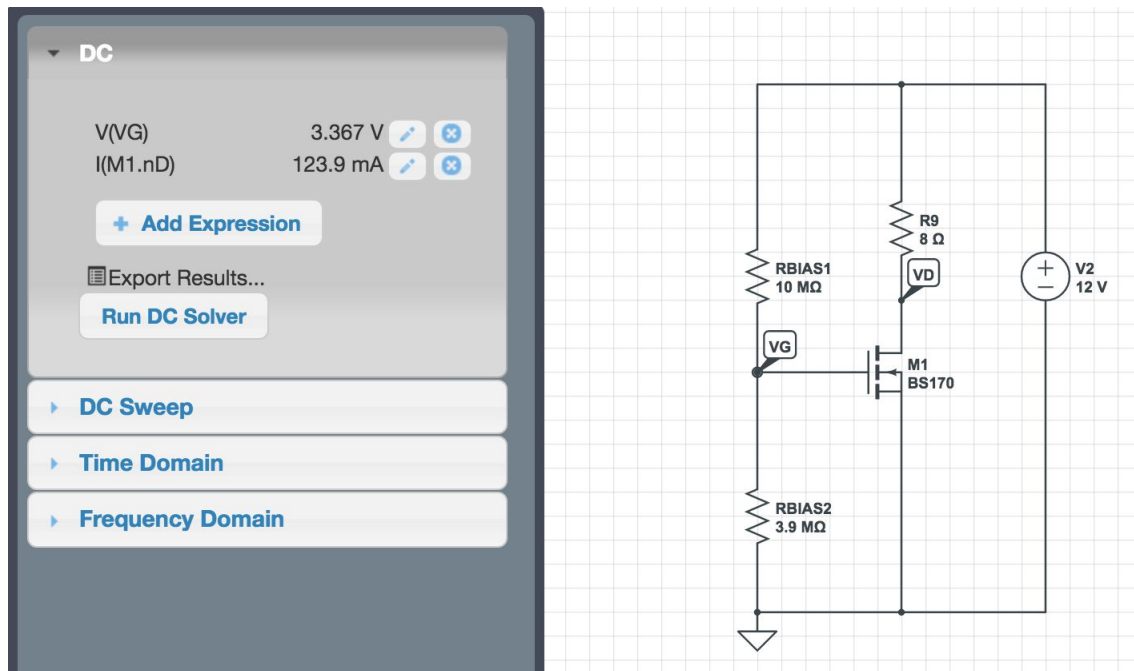 DC
V(VG) 3.367 V
I(M1.nD) 123.9 mA
+ Add Expression
Export Results...
Run DC Solver
DC Sweep
Time Domain
Frequency Domain
R9
8 Ω
RBIAS1
10 MΩ
VD
V2
12 V
VG
M1
BS170
RBIAS2
3.9 MΩ